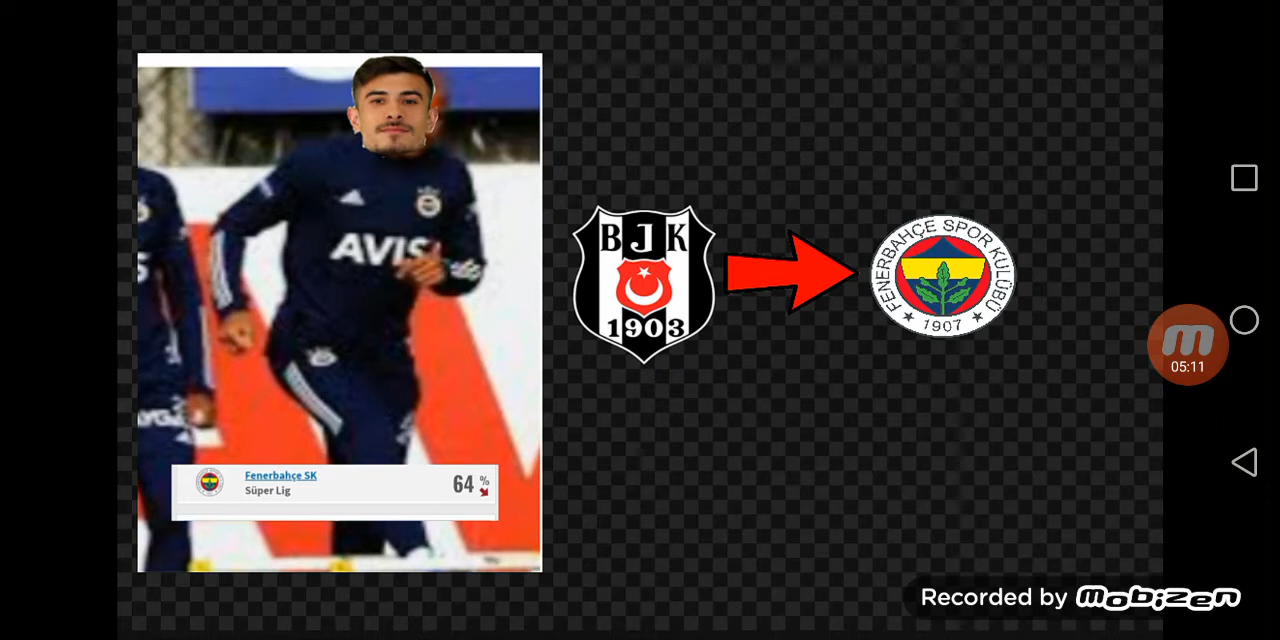 AVIS
Fenerbahçe SK
Süper Lig
64 %
BJK
1903
FENERBAHÇE SPOR KULÜBÜ
★ 1907 ★
05:11
Recorded by mobizen